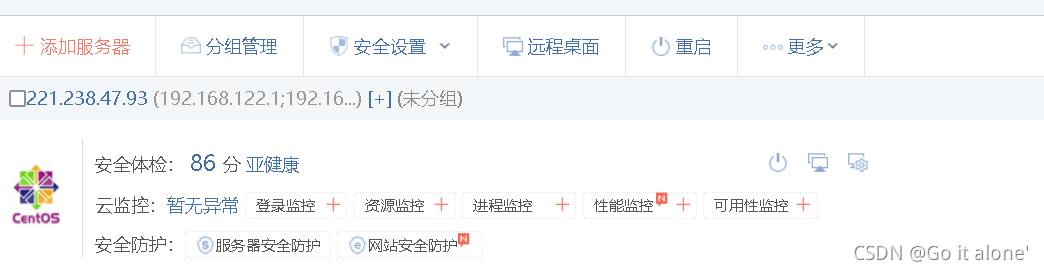 添加服务器 分组管理 安全设置 远程桌面 重启 更多
221.238.47.93 (192.168.122.1;192.16...) [+] (未分组)
安全体检: 86 分 亚健康
CentOS
云监控: 暂无异常 登录监控 资源监控 进程监控 性能监控 N 可用性监控
安全防护: S 服务器安全防护 e 网站安全防护 N
CSDN @Go it alone'